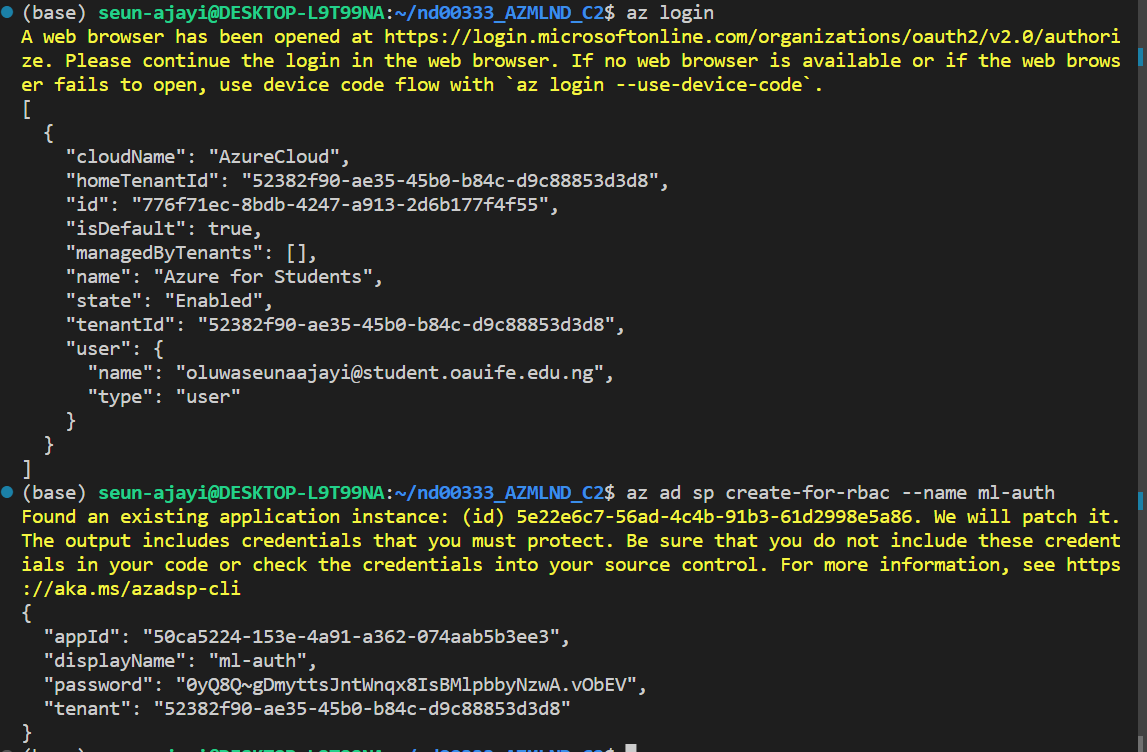 (base) seun-ajayi@DESKTOP-L9T99NA:~/nd00333_AZMLND_C2$ az login
A web browser has been opened at https://login.microsoftonline.com/organizations/oauth2/v2.0/authori
ze. Please continue the login in the web browser. If no web browser is available or if the web brows
er fails to open, use device code flow with `az login --use-device-code`.
[
{
"cloudName": "AzureCloud",
"homeTenantId": "52382f90-ae35-45b0-b84c-d9c88853d3d8",
"id": "776f71ec-8bdb-4247-a913-2d6b177f4f55",
"isDefault": true,
"managedByTenants": [],
"name": "Azure for Students",
"state": "Enabled",
"tenantId": "52382f90-ae35-45b0-b84c-d9c88853d3d8",
"user": {
"name": "oluwaseunaajayi@student.oauife.edu.ng",
"type": "user"
}
}
]
(base) seun-ajayi@DESKTOP-L9T99NA:~/nd00333_AZMLND_C2$ az ad sp create-for-rbac --name ml-auth
Found an existing application instance: (id) 5e22e6c7-56ad-4c4b-91b3-61d2998e5a86. We will patch it.
The output includes credentials that you must protect. Be sure that you do not include these credent
ials in your code or check the credentials into your source control. For more information, see https
://aka.ms/azadsp-cli
{
"appId": "50ca5224-153e-4a91-a362-074aab5b3ee3",
"displayName": "ml-auth",
"password": "0yQ8Q~gDmyttsJntWnqx8IsBMlpbbyNzwA.vObEV",
"tenant": "52382f90-ae35-45b0-b84c-d9c88853d3d8"
}